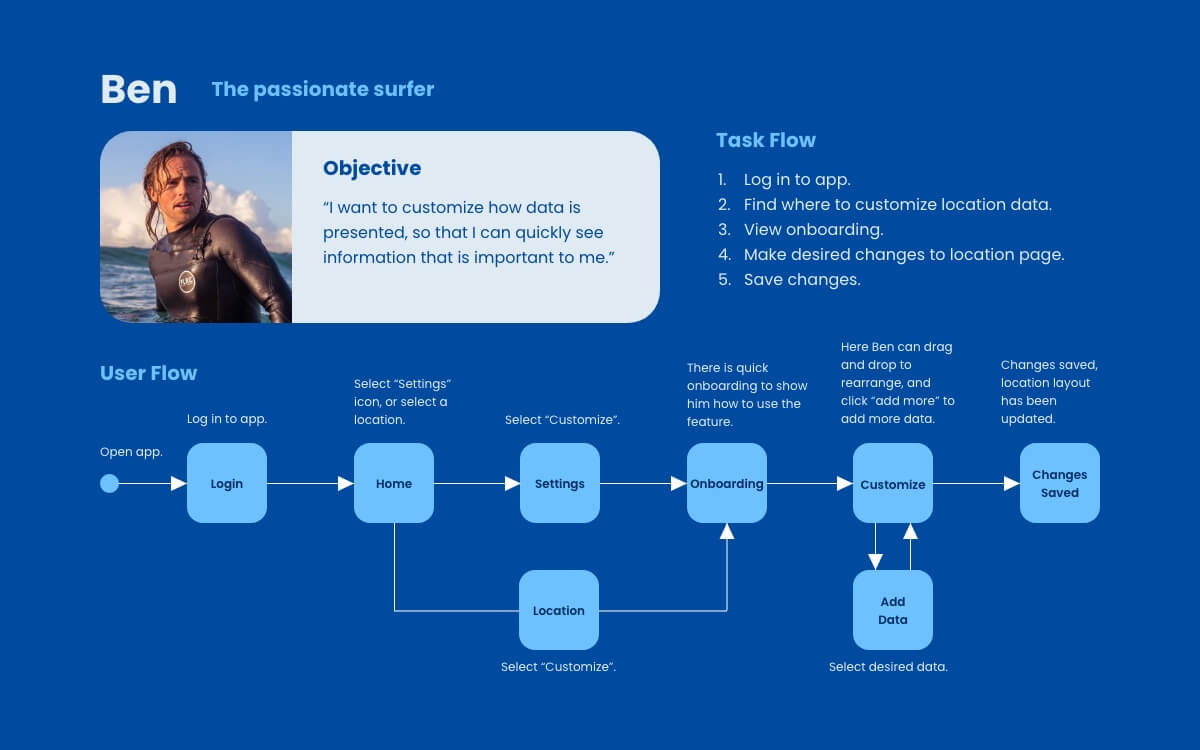 Ben
The passionate surfer
Objective
“I want to customize how data is
presented, so that I can quickly see
information that is important to me.”
Task Flow
1. Log in to app.
2. Find where to customize location data.
3. View onboarding.
4. Make desired changes to location page.
5. Save changes.
User Flow
Open app.
Log in to app.
Login
Select “Settings”
icon, or select a
location.
Home
Select “Customize”.
Settings
There is quick
onboarding to show
him how to use the
feature.
Onboarding
Here Ben can drag
and drop to
rearrange, and
click “add more” to
add more data.
Customize
Changes saved,
location layout
has been
updated.
Changes
Saved
Location
Select “Customize”.
Add
Data
Select desired data.